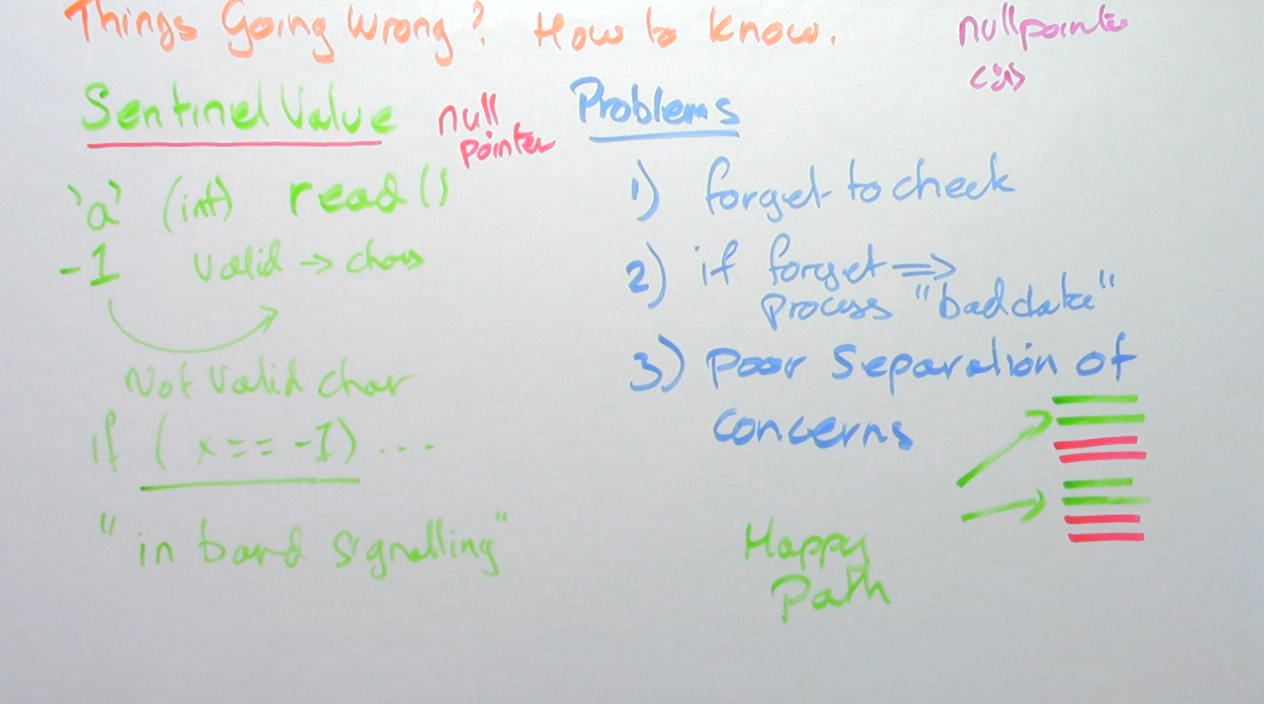 Things Going Wrong? How to know.
nullpointer
Sentinel Value
null
pointer
'a' (int) read()
-1 valid → chars
Not Valid char
if ( x == -1) ...
"in band signalling"
Problems
1) forget to check
2) if forget ⇒
process "bad data"
3) Poor Separation of
concerns
Happy
Path